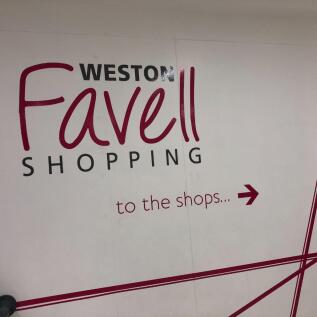 WESTON
Favell
SHOPPING
to the shops... →